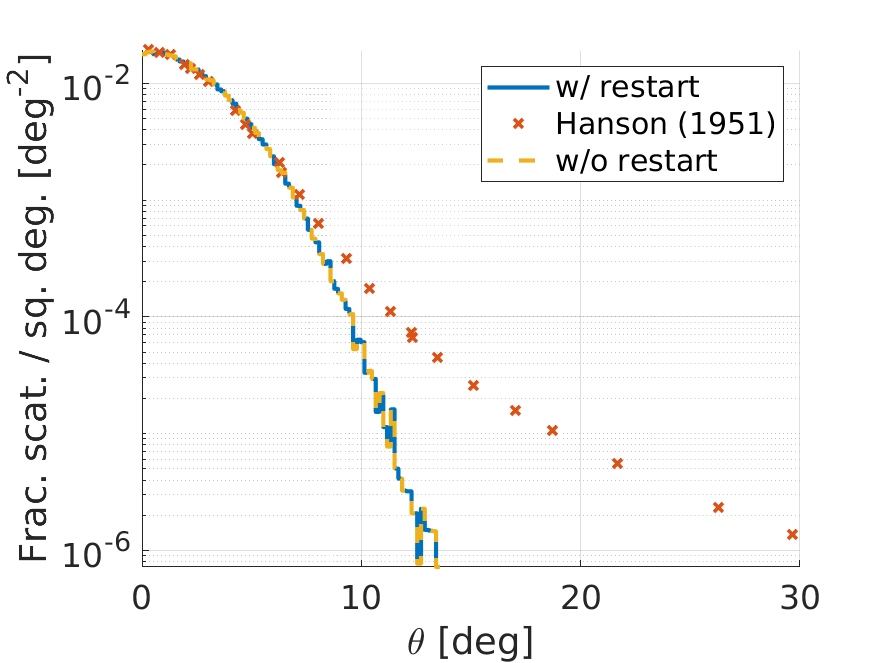 Frac. scat. / sq. deg. [deg⁻²]
10⁻²
10⁻⁴
10⁻⁶
w/ restart
Hanson (1951)
w/o restart
0 10 20 30
θ [deg]